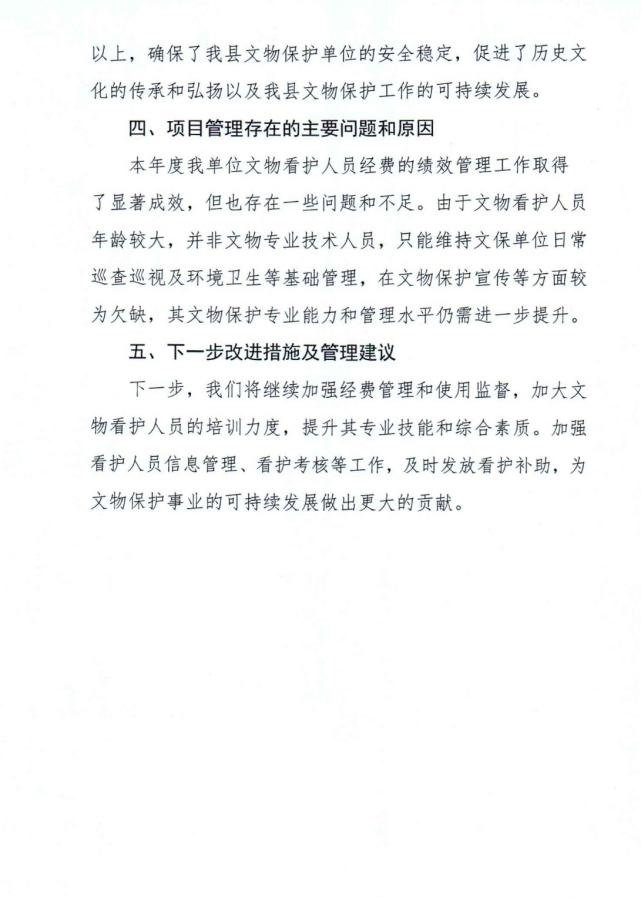 以上，确保了我县文物保护单位的安全稳定，促进了历史文
化的传承和弘扬以及我县文物保护工作的可持续发展。
四、项目管理存在的主要问题和原因
本年度我单位文物看护人员经费的绩效管理工作取得
了显著成效，但也存在一些问题和不足。由于文物看护人员
年龄较大，并非文物专业技术人员，只能维持文保单位日常
巡查巡视及环境卫生等基础管理，在文物保护宣传等方面较
为欠缺，其文物保护专业能力和管理水平仍需进一步提升。
五、下一步改进措施及管理建议
下一步，我们将继续加强经费管理和使用监督，加大文
物看护人员的培训力度，提升其专业技能和综合素质。加强
看护人员信息管理、看护考核等工作，及时发放看护补助，为
文物保护事业的可持续发展做出更大的贡献。